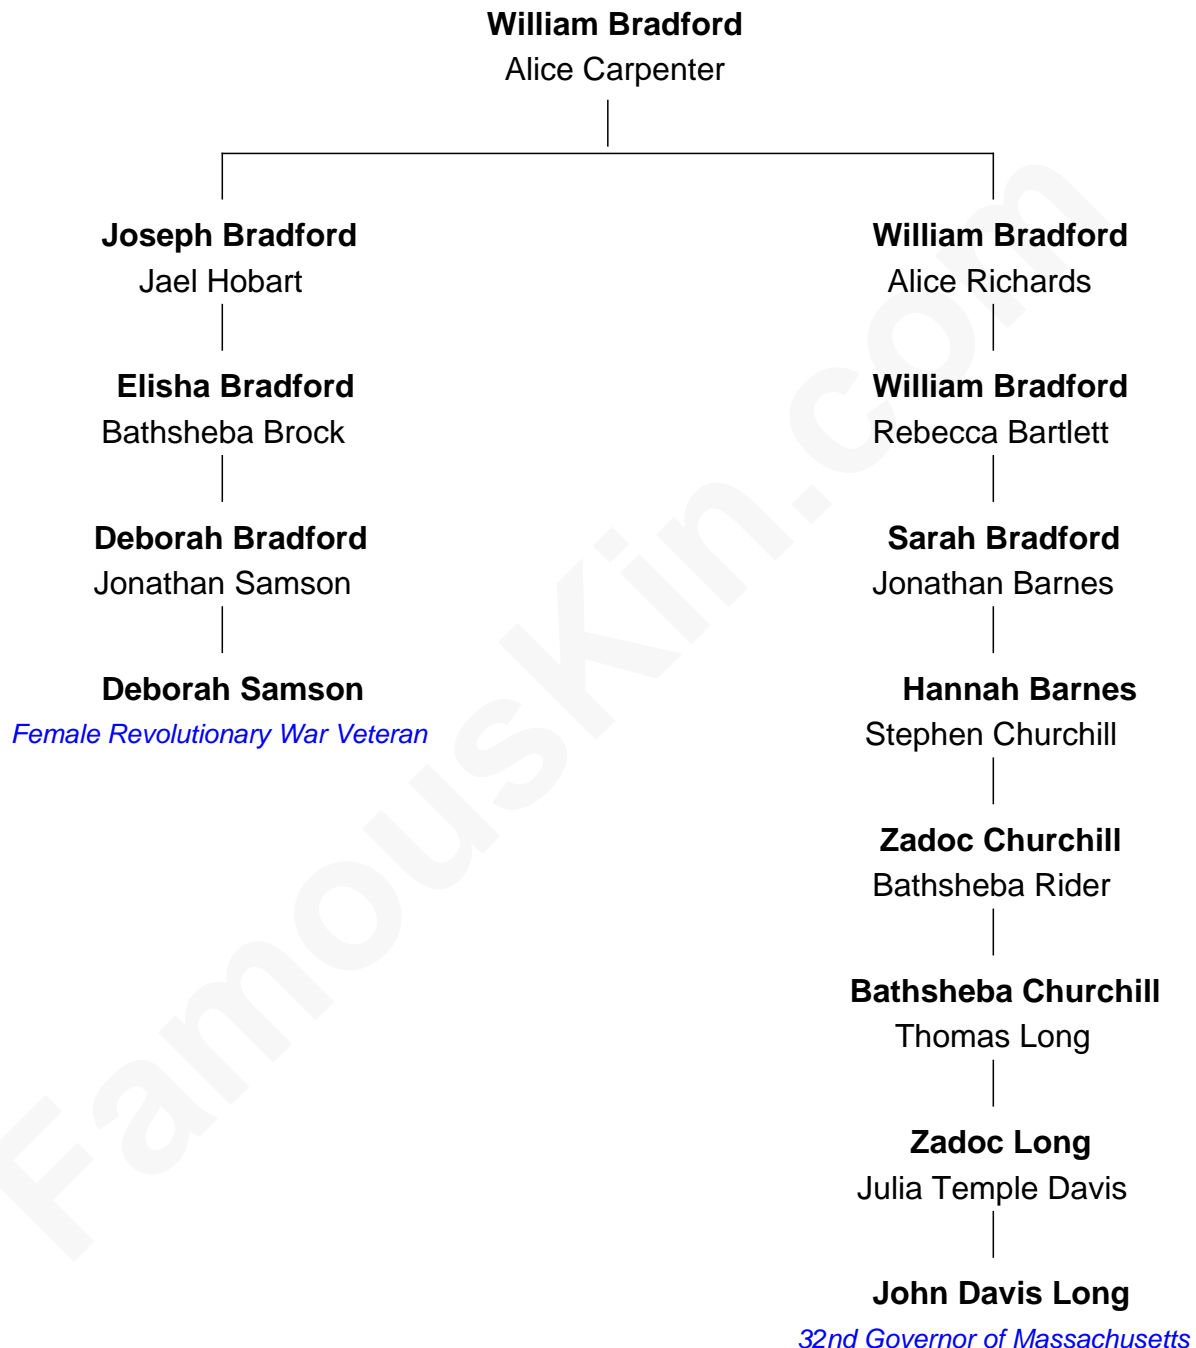 William Bradford
Alice Carpenter
Joseph Bradford
Jael Hobart
Elisha Bradford
Bathsheba Brock
Deborah Bradford
Jonathan Samson
Deborah Samson
Female Revolutionary War Veteran
William Bradford
Alice Richards
William Bradford
Rebecca Bartlett
Sarah Bradford
Jonathan Barnes
Hannah Barnes
Stephen Churchill
Zadoc Churchill
Bathsheba Rider
Bathsheba Churchill
Thomas Long
Zadoc Long
Julia Temple Davis
John Davis Long
32nd Governor of Massachusetts
FamousKin.com